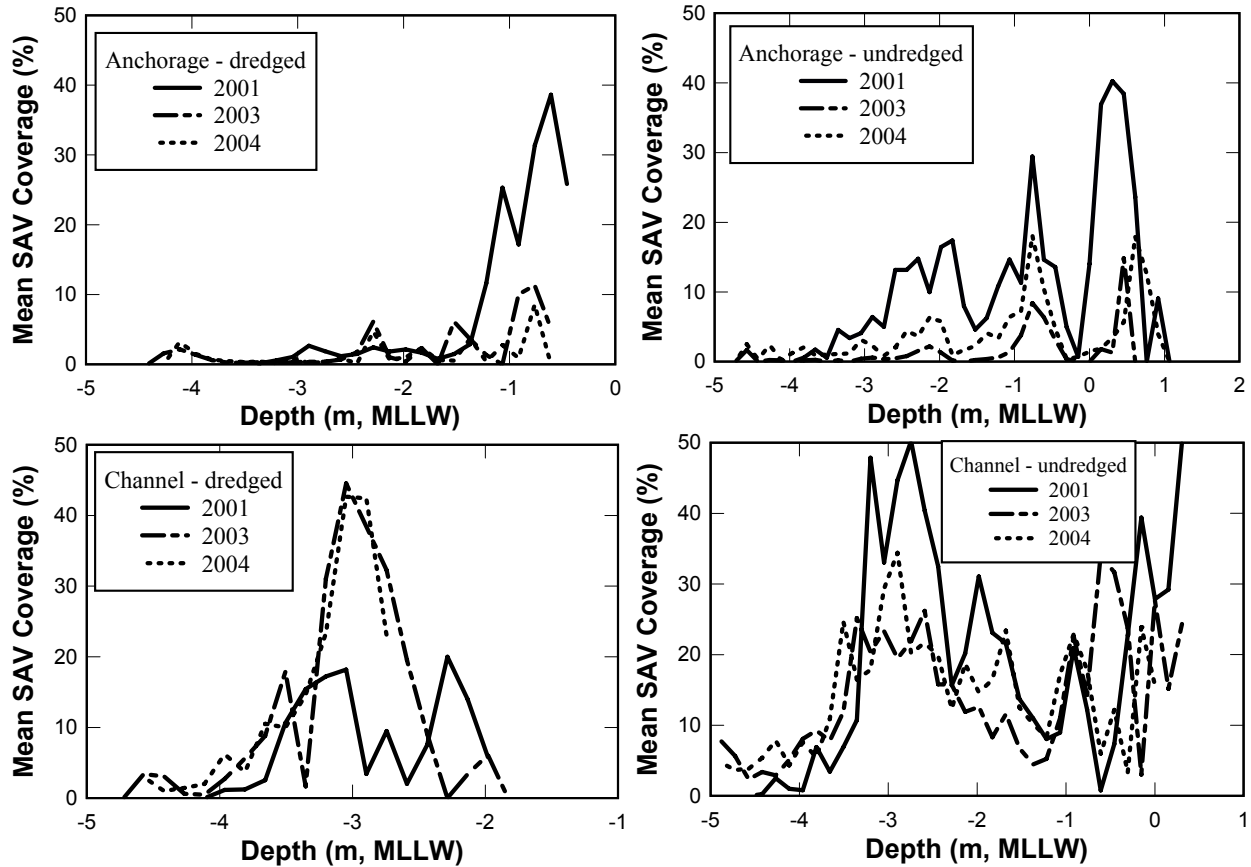 50
40
30
20
10
0
Mean SAV Coverage (%)
Anchorage - dredged
2001
2003
2004
-5 -4 -3 -2 -1 0
Depth (m, MLLW)
50
40
30
20
10
0
Mean SAV Coverage (%)
Anchorage - undredged
2001
2003
2004
-5 -4 -3 -2 -1 0 1 2
Depth (m, MLLW)
50
40
30
20
10
0
Mean SAV Coverage (%)
Channel - dredged
2001
2003
2004
-5 -4 -3 -2 -1
Depth (m, MLLW)
50
40
30
20
10
0
Mean SAV Coverage (%)
Channel - undredged
2001
2003
2004
-5 -4 -3 -2 -1 0 1
Depth (m, MLLW)